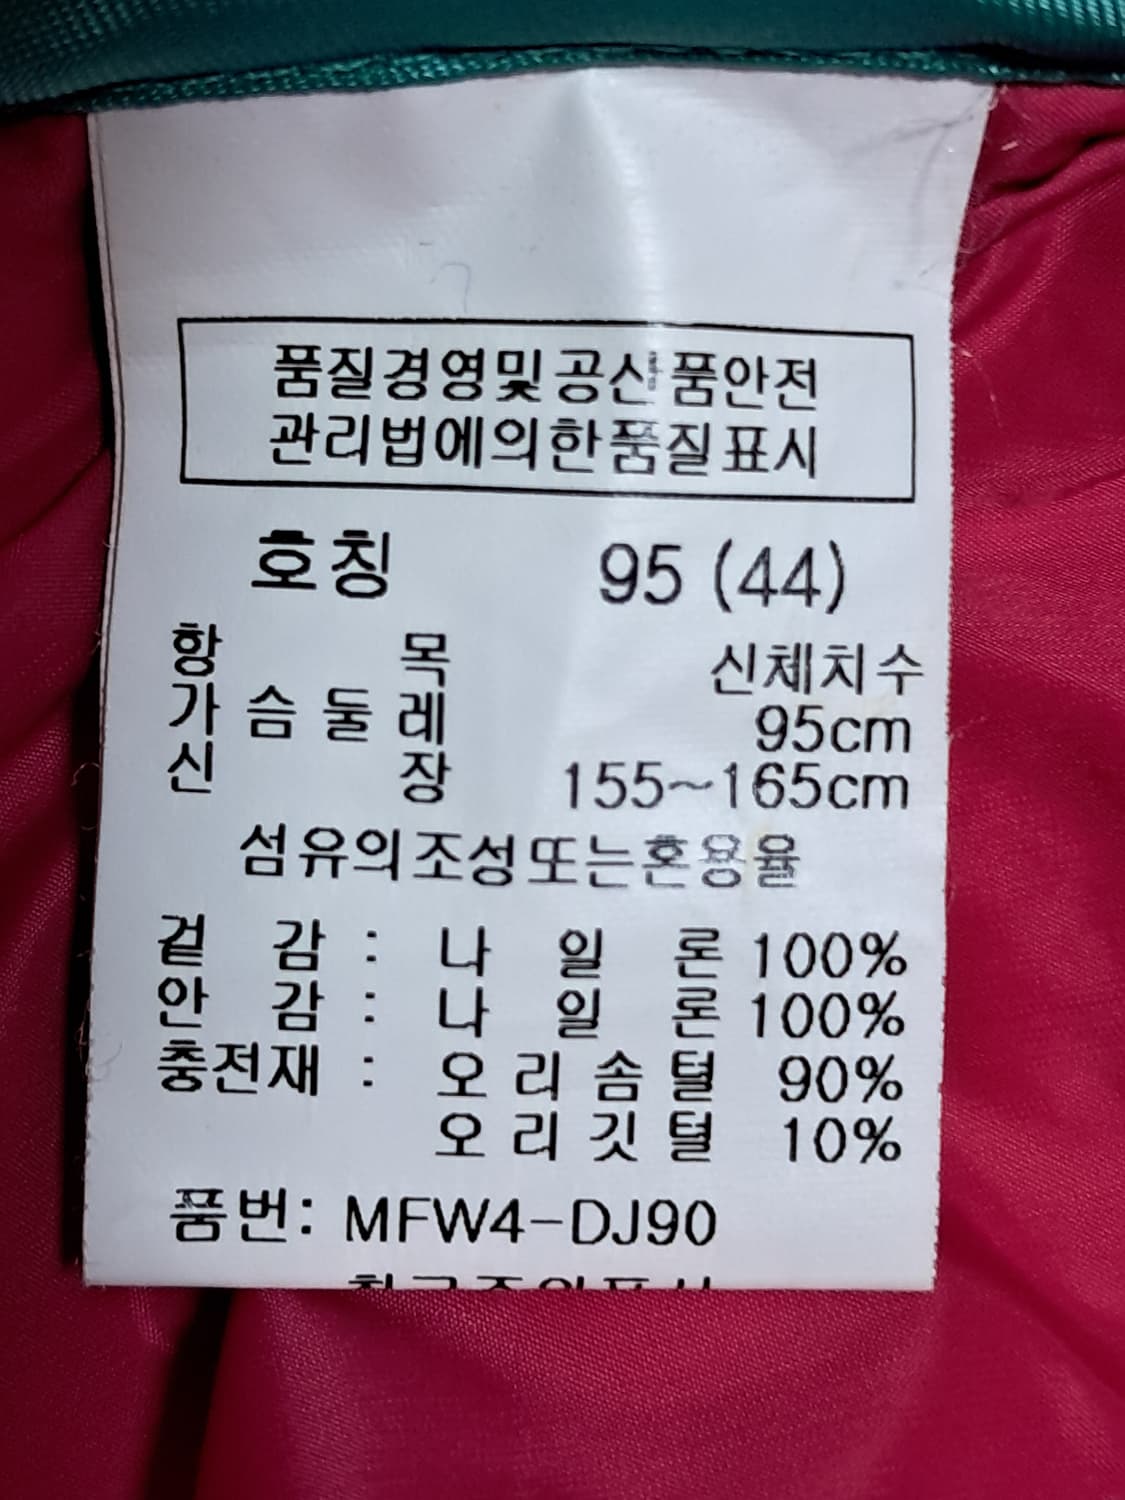 품질경영및공산품안전
관리법에의한품질표시
호칭 95 (44)
항 목 신체치수
가슴둘레 95cm
신 장 155~165cm
섬유의조성또는혼용율
겉 감 : 나 일 론 100%
안 감 : 나 일 론 100%
충전재 : 오리솜털 90%
오리깃털 10%
품번: MFW4-DJ90